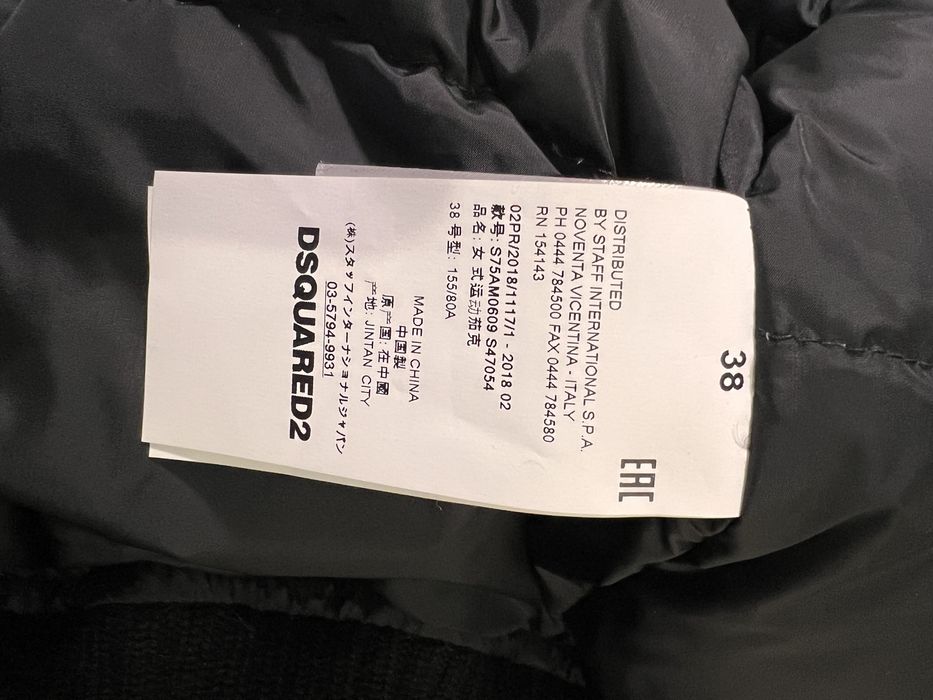 38
EAC
DISTRIBUTED
BY STAFF INTERNATIONAL S.P.A.
NOVENTA VICENTINA - ITALY
PH 0444 784500 FAX 0444 784580
RN 154143
02PR/2018/1117/1 - 2018 02
款号: S75AM0609 S47054
品名: 女 式运动茄克
38 号型: 155/80A
MADE IN CHINA
中国製
原产国: 在中國
产地: JINTAN CITY
(株)スタッフインターナショナルジャパン
03-5794-9931
DSQUARED2